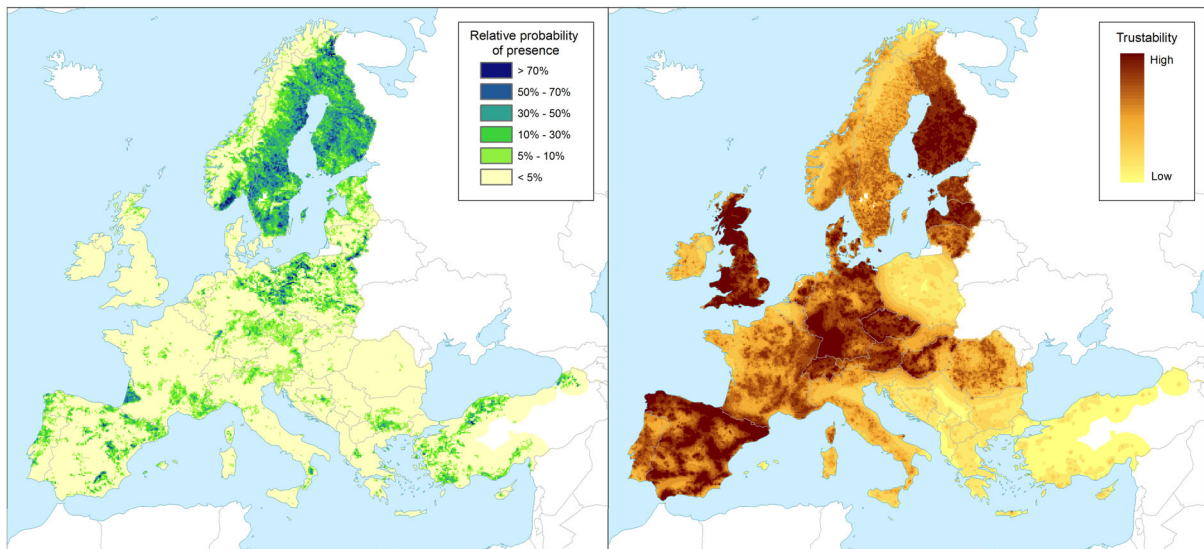 Relative probability
of presence
> 70%
50% - 70%
30% - 50%
10% - 30%
5% - 10%
< 5%
Trustability
High
Low